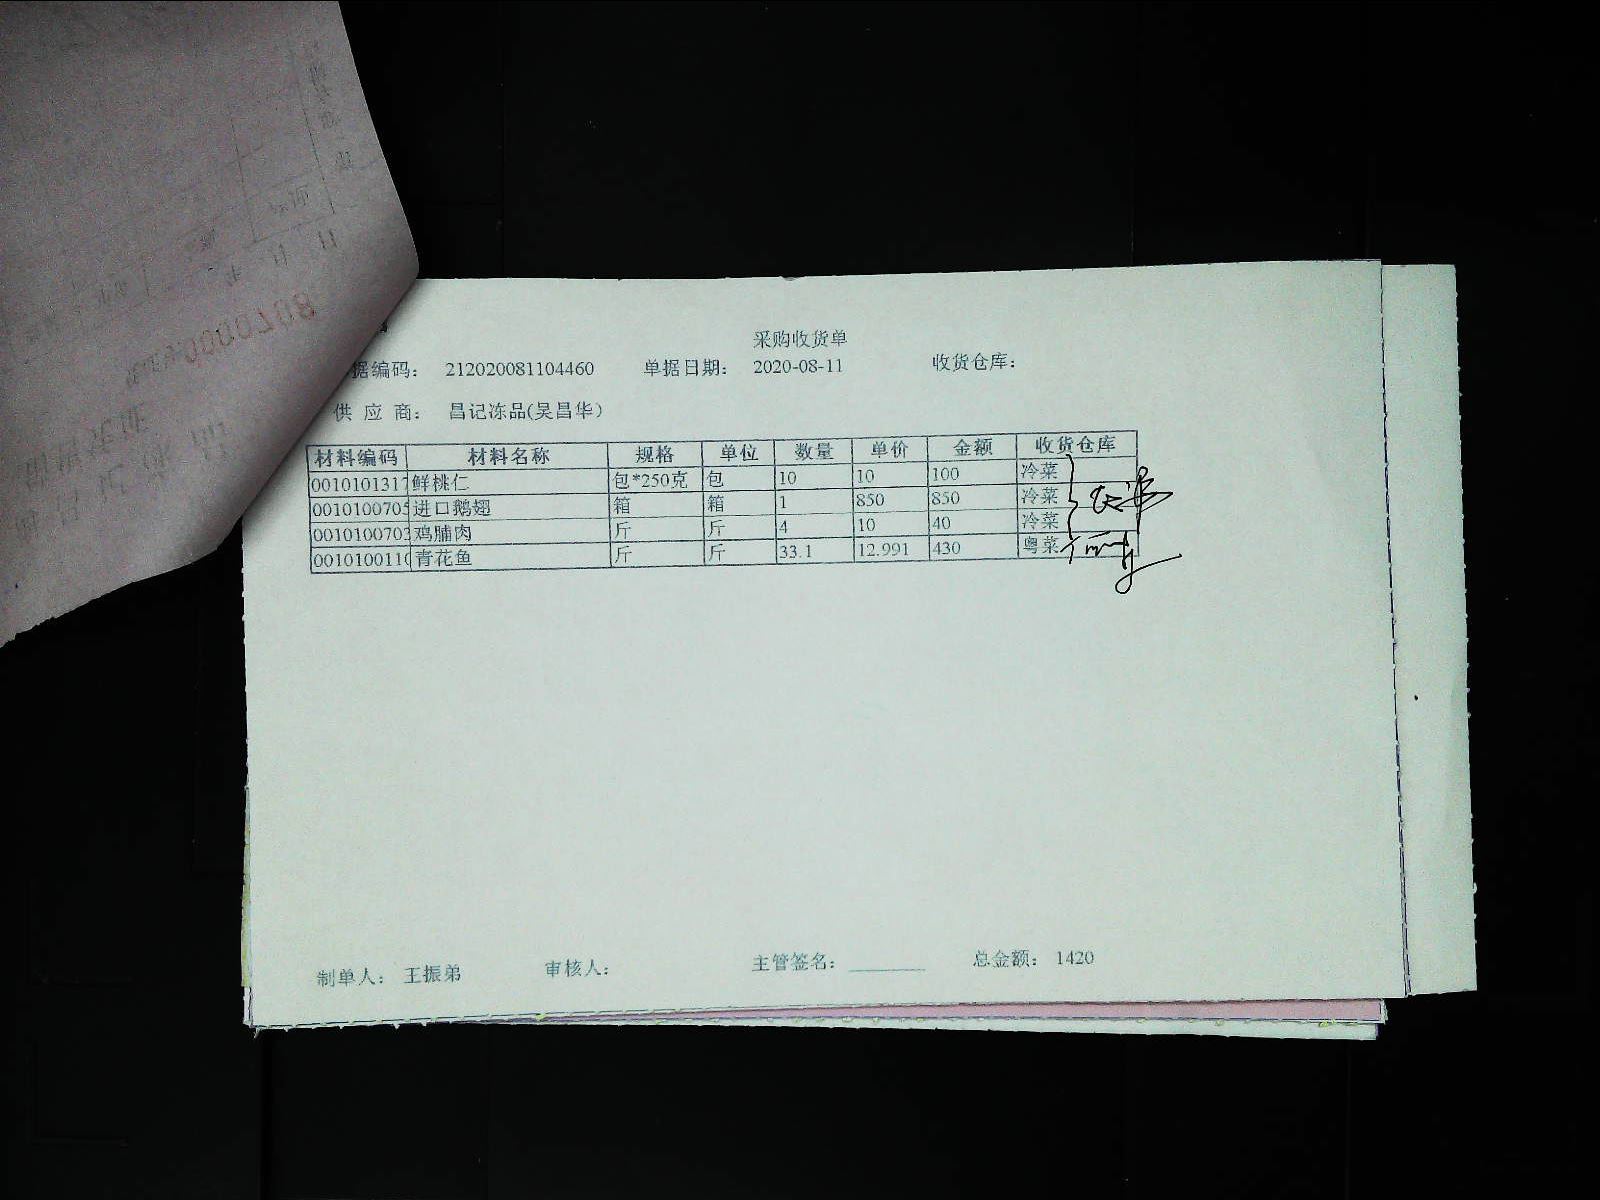 采购收货单
据编码： 212020081104460 单据日期： 2020-08-11 收货仓库：
供 应 商： 昌记冻品(吴昌华)
材料编码 材料名称 规格 单位 数量 单价 金额 收货仓库
0010101317 鲜桃仁 包*250克 包 10 10 100 冷菜
0010100705 进口鹅翅 箱 箱 1 850 850 冷菜
0010100703 鸡脯肉 斤 斤 4 10 40 冷菜
001010011 青花鱼 斤 斤 33.1 12.991 430 粤菜
制单人： 王振弟 审核人： 主管签名： 总金额： 1420